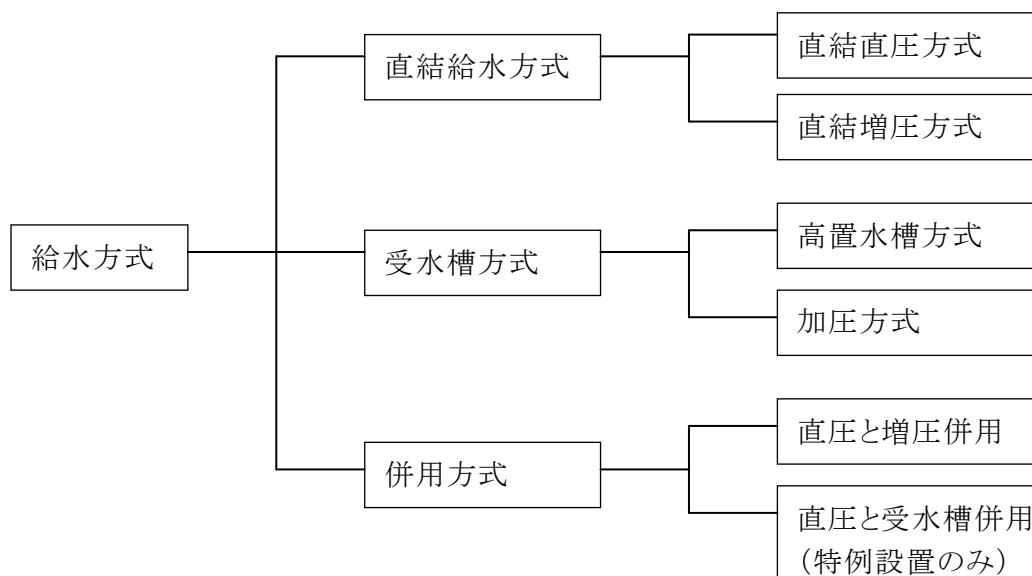 給水方式
直結給水方式
直結直圧方式
直結増圧方式
受水槽方式
高置水槽方式
加圧方式
併用方式
直圧と増圧併用
直圧と受水槽併用
（特例設置のみ）